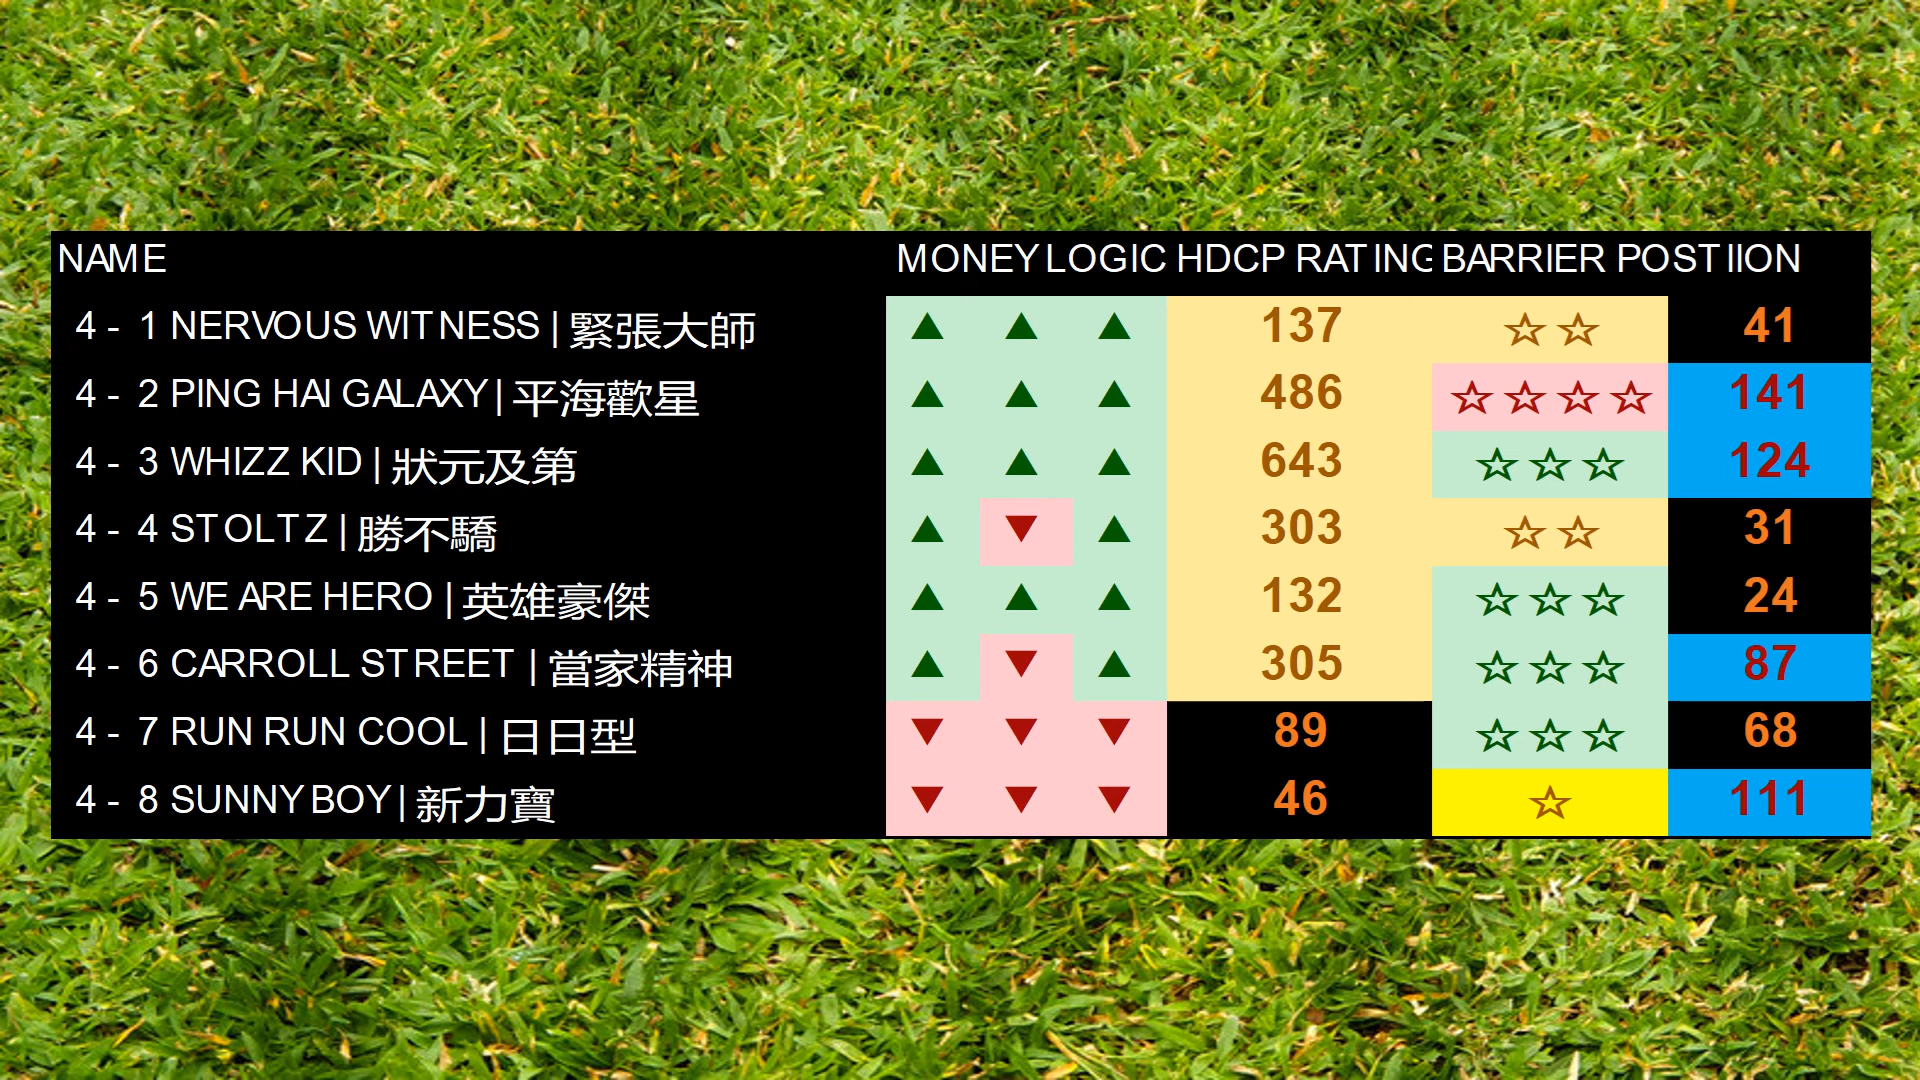 NAME MONEY LOGIC HDCP RATING BARRIER POSTIION
4 - 1 NERVOUS WITNESS | 緊張大師 ▲ ▲ ▲ 137 ☆☆ 41
4 - 2 PING HAI GALAXY | 平海歡星 ▲ ▲ ▲ 486 ☆☆☆☆ 141
4 - 3 WHIZZ KID | 狀元及第 ▲ ▲ ▲ 643 ☆☆☆ 124
4 - 4 STOLTZ | 勝不驕 ▲ ▼ ▲ 303 ☆☆ 31
4 - 5 WE ARE HERO | 英雄豪傑 ▲ ▲ ▲ 132 ☆☆☆ 24
4 - 6 CARROLL STREET | 當家精神 ▲ ▼ ▲ 305 ☆☆☆ 87
4 - 7 RUN RUN COOL | 日日型 ▼ ▼ ▼ 89 ☆☆☆ 68
4 - 8 SUNNY BOY | 新力寶 ▼ ▼ ▼ 46 ☆ 111